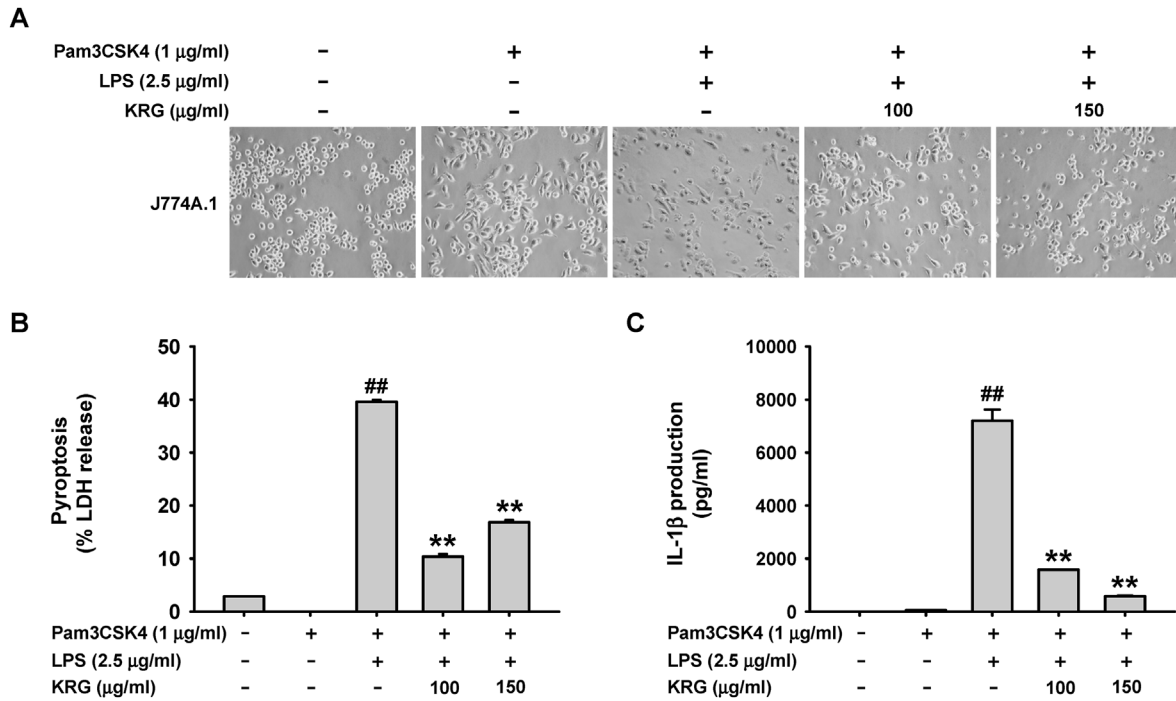 A
Pam3CSK4 (1 μg/ml) − + + + +
LPS (2.5 μg/ml) − − + + +
KRG (μg/ml) − − − 100 150
J774A.1
B
Pyroptosis
(% LDH release)
50
40
30
20
10
0
##
**
**
Pam3CSK4 (1 μg/ml) − + + + +
LPS (2.5 μg/ml) − − + + +
KRG (μg/ml) − − − 100 150
C
IL-1β production
(pg/ml)
10000
8000
6000
4000
2000
0
##
**
**
Pam3CSK4 (1 μg/ml) − + + + +
LPS (2.5 μg/ml) − − + + +
KRG (μg/ml) − − − 100 150